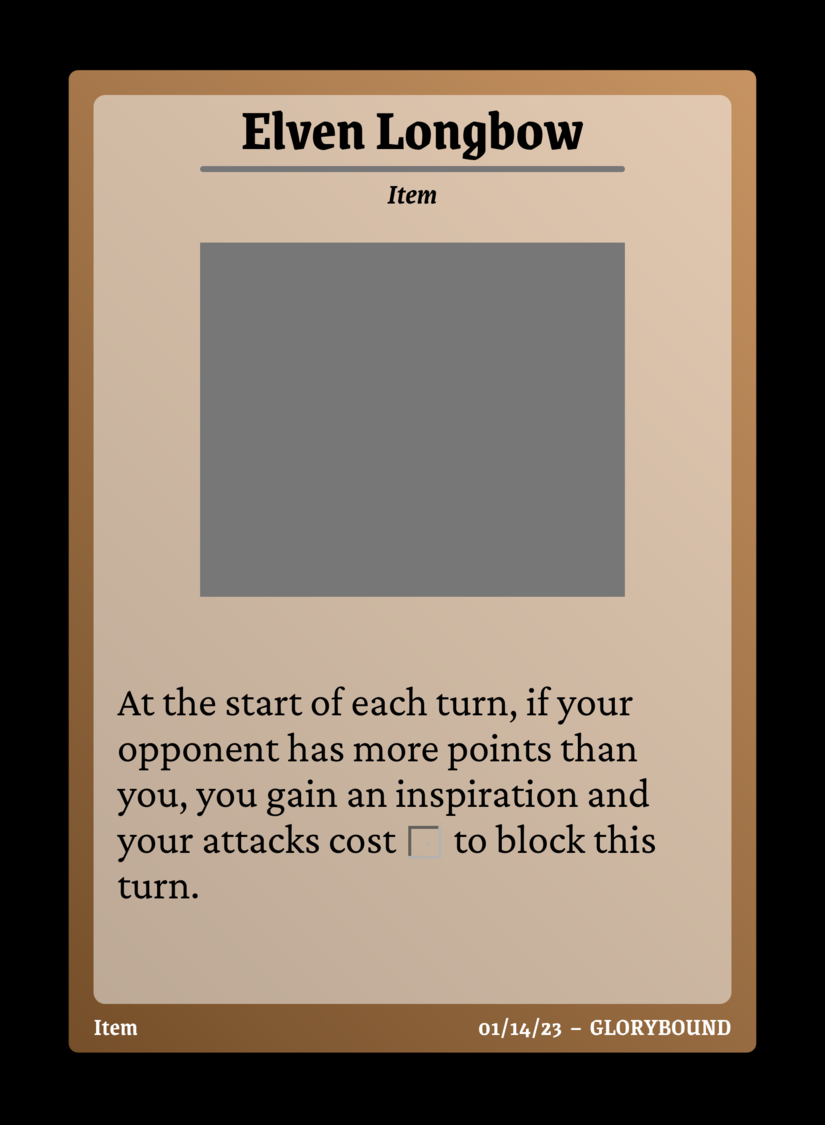 Elven Longbow
Item
At the start of each turn, if your
opponent has more points than
you, you gain an inspiration and
your attacks cost to block this
turn.
Item
01/14/23 – GLORYBOUND